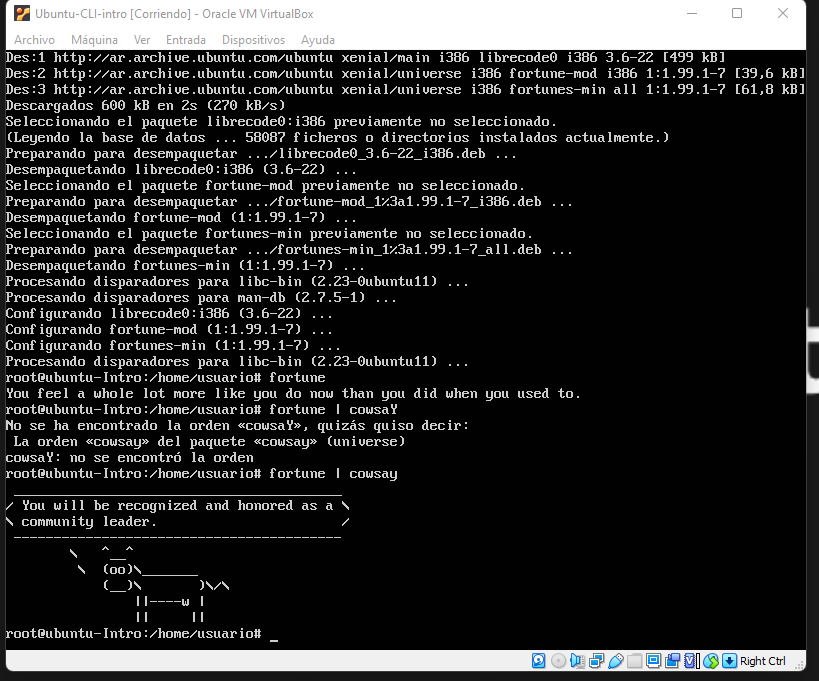 Ubuntu-CLI-intro [Corriendo] - Oracle VM VirtualBox
Archivo Máquina Ver Entrada Dispositivos Ayuda
Des:1 http://ar.archive.ubuntu.com/ubuntu xenial/main i386 librecode0 i386 3.6-22 [499 kB]
Des:2 http://ar.archive.ubuntu.com/ubuntu xenial/universe i386 fortune-mod i386 1:1.99.1-7 [39,6 kB]
Des:3 http://ar.archive.ubuntu.com/ubuntu xenial/universe i386 fortunes-min all 1:1.99.1-7 [61,8 kB]
Descargados 600 kB en 2s (270 kB/s)
Seleccionando el paquete librecode0:i386 previamente no seleccionado.
(Leyendo la base de datos ... 58087 ficheros o directorios instalados actualmente.)
Preparando para desempaquetar .../librecode0_3.6-22_i386.deb ...
Desempaquetando librecode0:i386 (3.6-22) ...
Seleccionando el paquete fortune-mod previamente no seleccionado.
Preparando para desempaquetar .../fortune-mod_1%3a1.99.1-7_i386.deb ...
Desempaquetando fortune-mod (1:1.99.1-7) ...
Seleccionando el paquete fortunes-min previamente no seleccionado.
Preparando para desempaquetar .../fortunes-min_1%3a1.99.1-7_all.deb ...
Desempaquetando fortunes-min (1:1.99.1-7) ...
Procesando disparadores para libc-bin (2.23-0ubuntu11) ...
Procesando disparadores para man-db (2.7.5-1) ...
Configurando librecode0:i386 (3.6-22) ...
Configurando fortune-mod (1:1.99.1-7) ...
Configurando fortunes-min (1:1.99.1-7) ...
Procesando disparadores para libc-bin (2.23-0ubuntu11) ...
root@ubuntu-Intro:/home/usuario# fortune
You feel a whole lot more like you do now than you did when you used to.
root@ubuntu-Intro:/home/usuario# fortune | cowsaY
No se ha encontrado la orden «cowsaY», quizás quiso decir:
 La orden «cowsay» del paquete «cowsay» (universe)
cowsaY: no se encontró la orden
root@ubuntu-Intro:/home/usuario# fortune | cowsay
 _________________________________________
/ You will be recognized and honored as a \
\ community leader.                       /
 -----------------------------------------
        \   ^__^
         \  (oo)\_______
            (__)\       )\/\
                ||----w |
                ||     ||
root@ubuntu-Intro:/home/usuario# _
Right Ctrl